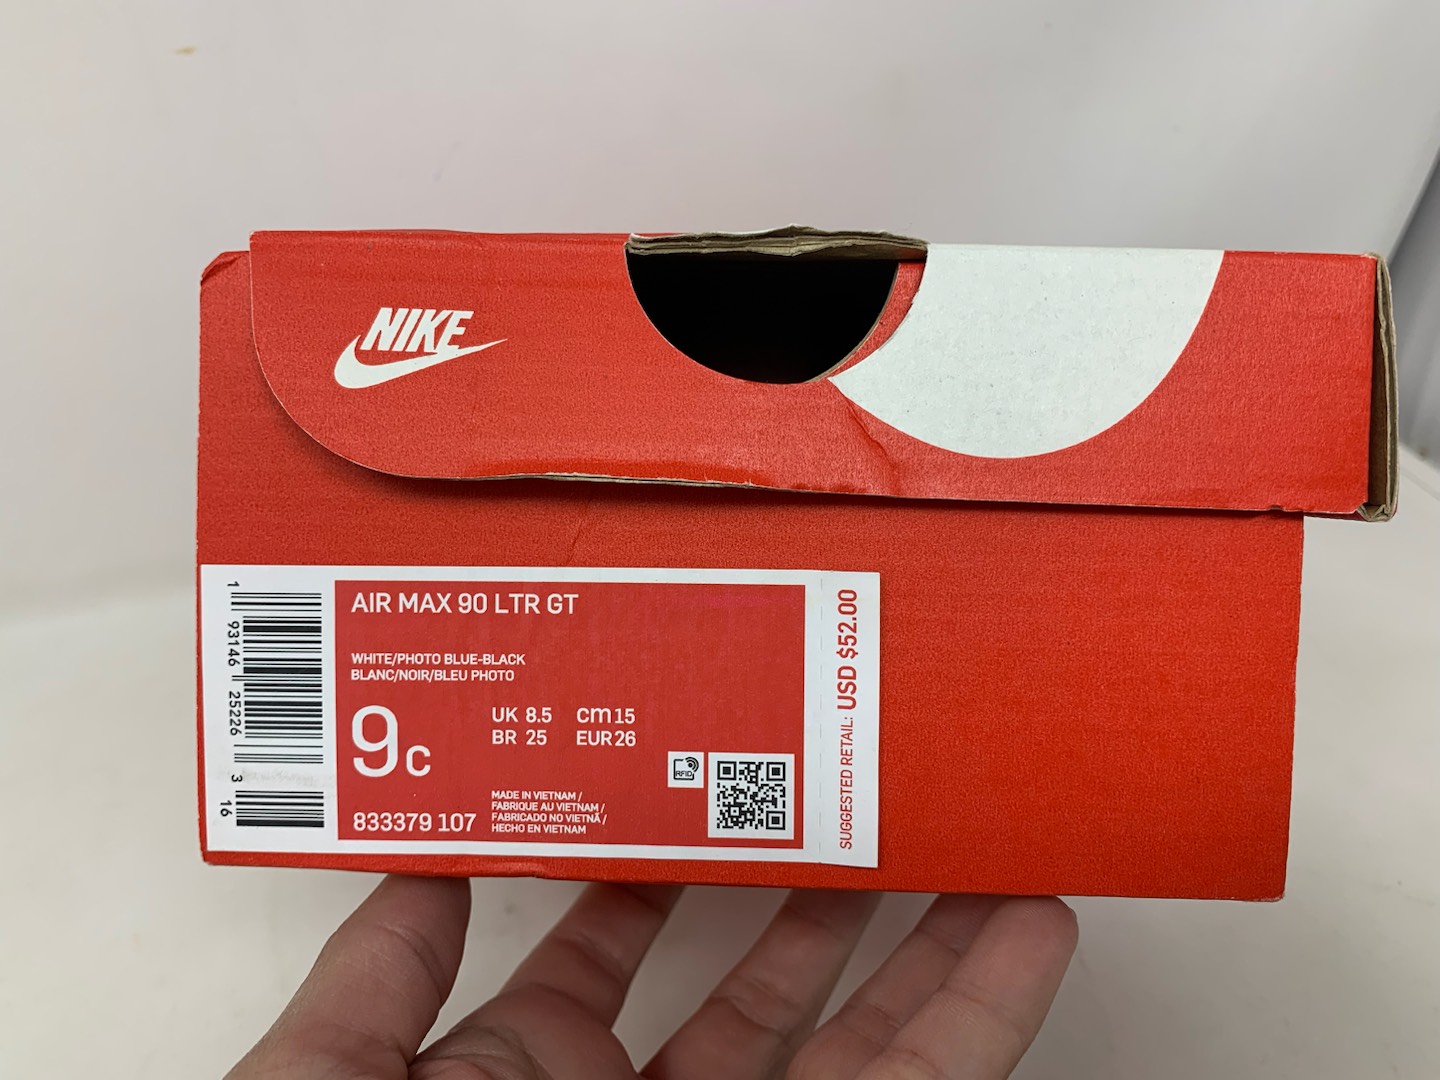 NIKE
AIR MAX 90 LTR GT
WHITE/PHOTO BLUE-BLACK
BLANC/NOIR/BLEU PHOTO
9C
UK 8.5 cm 15
BR 25 EUR 26
833379 107
MADE IN VIETNAM /
FABRIQUE AU VIETNAM /
FABRICADO NO VIETNÃ /
HECHO EN VIETNAM
RFID
1 93146 25226 3 16
SUGGESTED RETAIL: USD $52.00